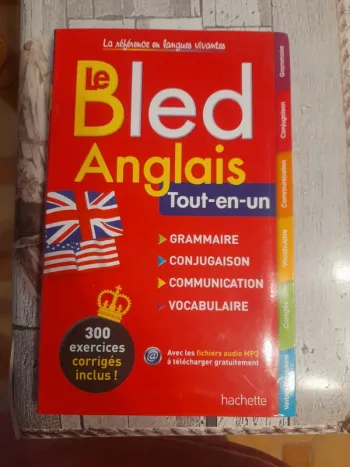 La référence en langues vivantes
Le
Bled
Anglais
Tout-en-un
GRAMMAIRE
CONJUGAISON
COMMUNICATION
VOCABULAIRE
300
exercices
corrigés
inclus !
@
Avec les fichiers audio MP3
à télécharger gratuitement
hachette
Grammaire
Conjugaison
Communication
Vocabulaire
Corrigés